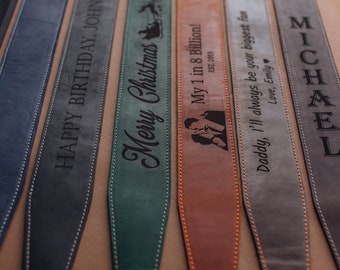 HAPPY BIRTHDAY, JOHN
Merry Christmas
My 1 in 8 Billion!
EST. 2015
Daddy, I'll always be your biggest fan
Love, Emily ♥
MICHAEL